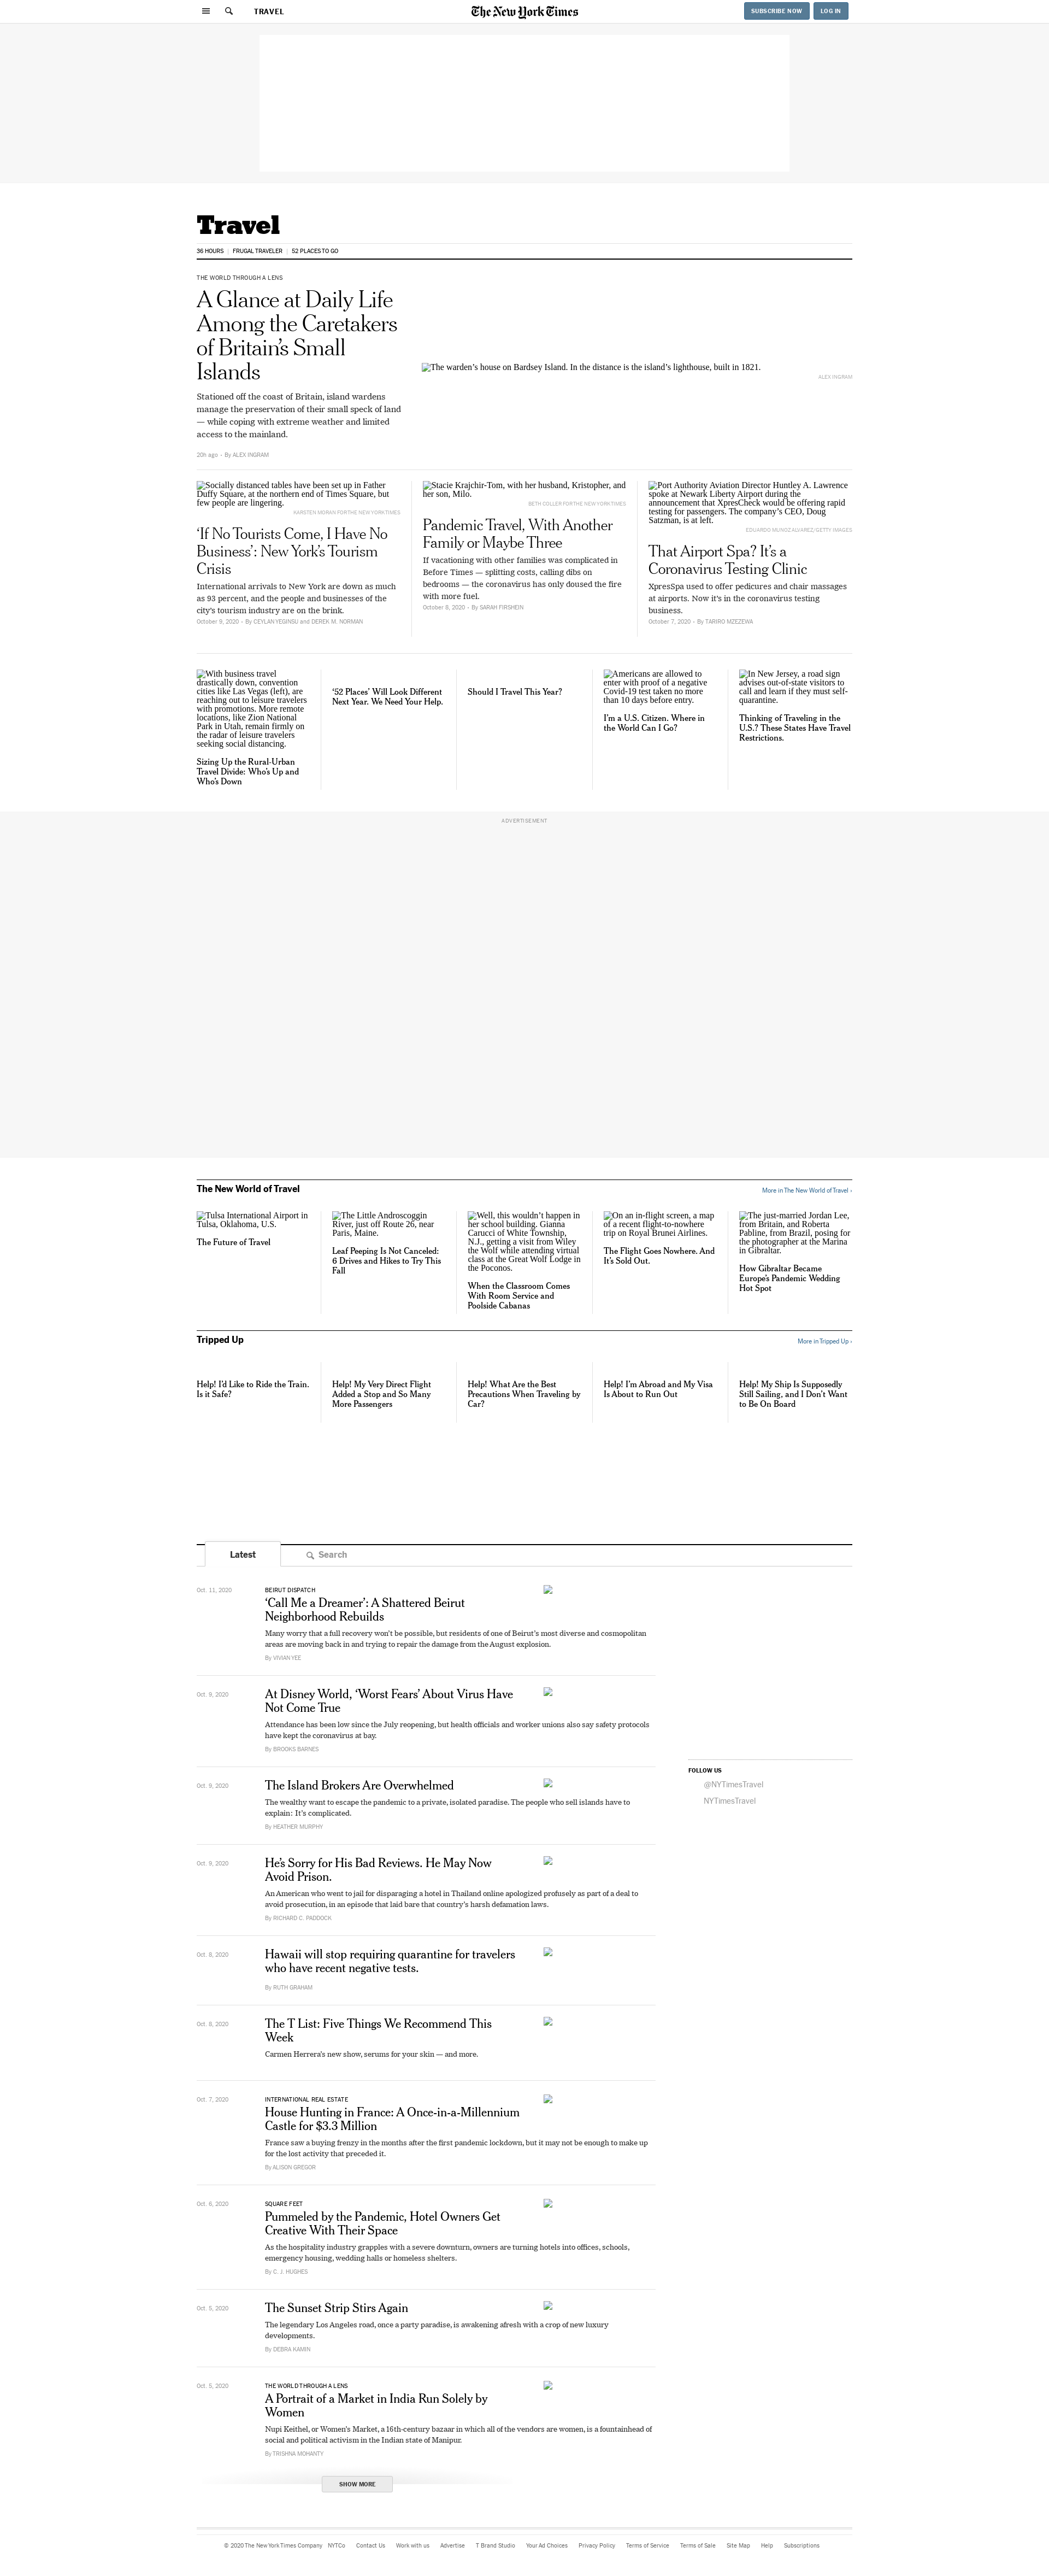 TRAVEL
The New York Times
SUBSCRIBE NOW
LOG IN
Travel
36 HOURS
FRUGAL TRAVELER
52 PLACES TO GO
THE WORLD THROUGH A LENS
A Glance at Daily Life
Among the Caretakers
of Britain’s Small
Islands
Stationed off the coast of Britain, island wardens
manage the preservation of their small speck of land
— while coping with extreme weather and limited
access to the mainland.
20h ago • By ALEX INGRAM
The warden’s house on Bardsey Island. In the distance is the island’s lighthouse, built in 1821.
ALEX INGRAM
Socially distanced tables have been set up in Father
Duffy Square, at the northern end of Times Square, but
few people are lingering.
KARSTEN MORAN FOR THE NEW YORK TIMES
‘If No Tourists Come, I Have No
Business’: New York’s Tourism
Crisis
International arrivals to New York are down as much
as 93 percent, and the people and businesses of the
city’s tourism industry are on the brink.
October 9, 2020 • By CEYLAN YEGINSU and DEREK M. NORMAN
Stacie Krajchir-Tom, with her husband, Kristopher, and
her son, Milo.
BETH COLLER FOR THE NEW YORK TIMES
Pandemic Travel, With Another
Family or Maybe Three
If vacationing with other families was complicated in
Before Times — splitting costs, calling dibs on
bedrooms — the coronavirus has only doused the fire
with more fuel.
October 8, 2020 • By SARAH FIRSHEIN
Port Authority Aviation Director Huntley A. Lawrence
spoke at Newark Liberty Airport during the
announcement that XpresCheck would be offering rapid
testing for passengers. The company’s CEO, Doug
Satzman, is at left.
EDUARDO MUNOZ ALVAREZ/GETTY IMAGES
That Airport Spa? It’s a
Coronavirus Testing Clinic
XpresSpa used to offer pedicures and chair massages
at airports. Now it’s in the coronavirus testing
business.
October 7, 2020 • By TARIRO MZEZEWA
With business travel
drastically down, convention
cities like Las Vegas (left), are
reaching out to leisure travelers
with promotions. More remote
locations, like Zion National
Park in Utah, remain firmly on
the radar of leisure travelers
seeking social distancing.
Sizing Up the Rural-Urban
Travel Divide: Who’s Up and
Who’s Down
‘52 Places’ Will Look Different
Next Year. We Need Your Help.
Should I Travel This Year?
Americans are allowed to
enter with proof of a negative
Covid-19 test taken no more
than 10 days before entry.
I’m a U.S. Citizen. Where in
the World Can I Go?
In New Jersey, a road sign
advises out-of-state visitors to
call and learn if they must self-
quarantine.
Thinking of Traveling in the
U.S.? These States Have Travel
Restrictions.
ADVERTISEMENT
The New World of Travel
More in The New World of Travel ›
Tulsa International Airport in
Tulsa, Oklahoma, U.S.
The Future of Travel
The Little Androscoggin
River, just off Route 26, near
Paris, Maine.
Leaf Peeping Is Not Canceled:
6 Drives and Hikes to Try This
Fall
Well, this wouldn’t happen in
her school building. Gianna
Carucci of White Township,
N.J., getting a visit from Wiley
the Wolf while attending virtual
class at the Great Wolf Lodge in
the Poconos.
When the Classroom Comes
With Room Service and
Poolside Cabanas
On an in-flight screen, a map
of a recent flight-to-nowhere
trip on Royal Brunei Airlines.
The Flight Goes Nowhere. And
It’s Sold Out.
The just-married Jordan Lee,
from Britain, and Roberta
Pabline, from Brazil, posing for
the photographer at the Marina
in Gibraltar.
How Gibraltar Became
Europe’s Pandemic Wedding
Hot Spot
Tripped Up
More in Tripped Up ›
Help! I’d Like to Ride the Train.
Is it Safe?
Help! My Very Direct Flight
Added a Stop and So Many
More Passengers
Help! What Are the Best
Precautions When Traveling by
Car?
Help! I’m Abroad and My Visa
Is About to Run Out
Help! My Ship Is Supposedly
Still Sailing, and I Don’t Want
to Be On Board
Latest
Search
Oct. 11, 2020
BEIRUT DISPATCH
‘Call Me a Dreamer’: A Shattered Beirut
Neighborhood Rebuilds
Many worry that a full recovery won’t be possible, but residents of one of Beirut’s most diverse and cosmopolitan
areas are moving back in and trying to repair the damage from the August explosion.
By VIVIAN YEE
Oct. 9, 2020
At Disney World, ‘Worst Fears’ About Virus Have
Not Come True
Attendance has been low since the July reopening, but health officials and worker unions also say safety protocols
have kept the coronavirus at bay.
By BROOKS BARNES
Oct. 9, 2020
The Island Brokers Are Overwhelmed
The wealthy want to escape the pandemic to a private, isolated paradise. The people who sell islands have to
explain: It’s complicated.
By HEATHER MURPHY
Oct. 9, 2020
He’s Sorry for His Bad Reviews. He May Now
Avoid Prison.
An American who went to jail for disparaging a hotel in Thailand online apologized profusely as part of a deal to
avoid prosecution, in an episode that laid bare that country’s harsh defamation laws.
By RICHARD C. PADDOCK
Oct. 8, 2020
Hawaii will stop requiring quarantine for travelers
who have recent negative tests.
By RUTH GRAHAM
Oct. 8, 2020
The T List: Five Things We Recommend This
Week
Carmen Herrera’s new show, serums for your skin — and more.
Oct. 7, 2020
INTERNATIONAL REAL ESTATE
House Hunting in France: A Once-in-a-Millennium
Castle for $3.3 Million
France saw a buying frenzy in the months after the first pandemic lockdown, but it may not be enough to make up
for the lost activity that preceded it.
By ALISON GREGOR
Oct. 6, 2020
SQUARE FEET
Pummeled by the Pandemic, Hotel Owners Get
Creative With Their Space
As the hospitality industry grapples with a severe downturn, owners are turning hotels into offices, schools,
emergency housing, wedding halls or homeless shelters.
By C. J. HUGHES
Oct. 5, 2020
The Sunset Strip Stirs Again
The legendary Los Angeles road, once a party paradise, is awakening afresh with a crop of new luxury
developments.
By DEBRA KAMIN
Oct. 5, 2020
THE WORLD THROUGH A LENS
A Portrait of a Market in India Run Solely by
Women
Nupi Keithel, or Women’s Market, a 16th-century bazaar in which all of the vendors are women, is a fountainhead of
social and political activism in the Indian state of Manipur.
By TRISHNA MOHANTY
SHOW MORE
FOLLOW US
@NYTimesTravel
NYTimesTravel
© 2020 The New York Times Company NYTCo Contact Us Work with us Advertise T Brand Studio Your Ad Choices Privacy Policy Terms of Service Terms of Sale Site Map Help Subscriptions